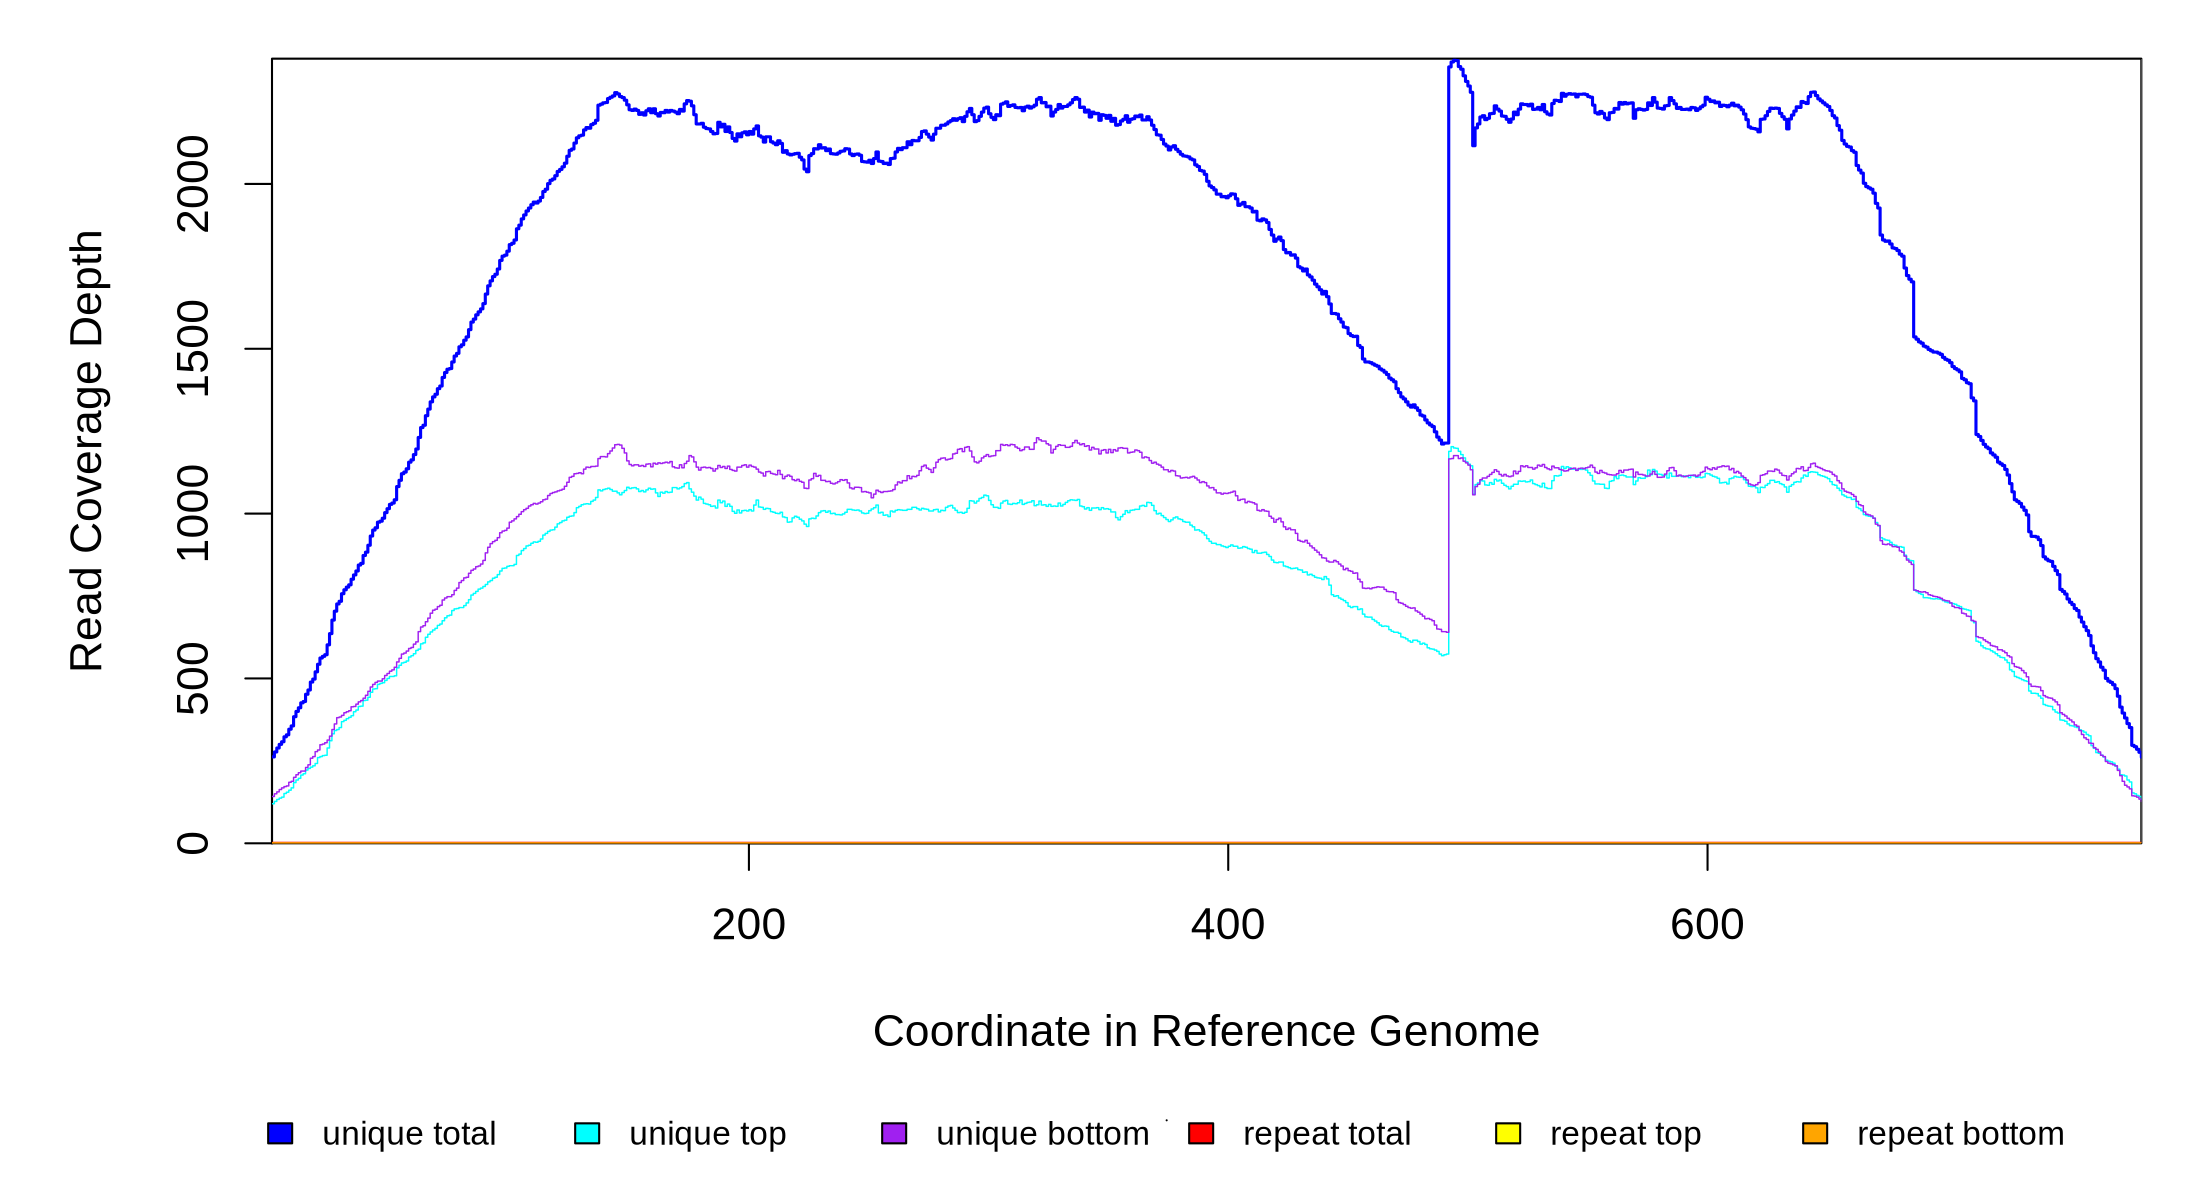 Read Coverage Depth
2000
1500
1000
500
0
200 400 600
Coordinate in Reference Genome
unique total unique top unique bottom repeat total repeat top repeat bottom